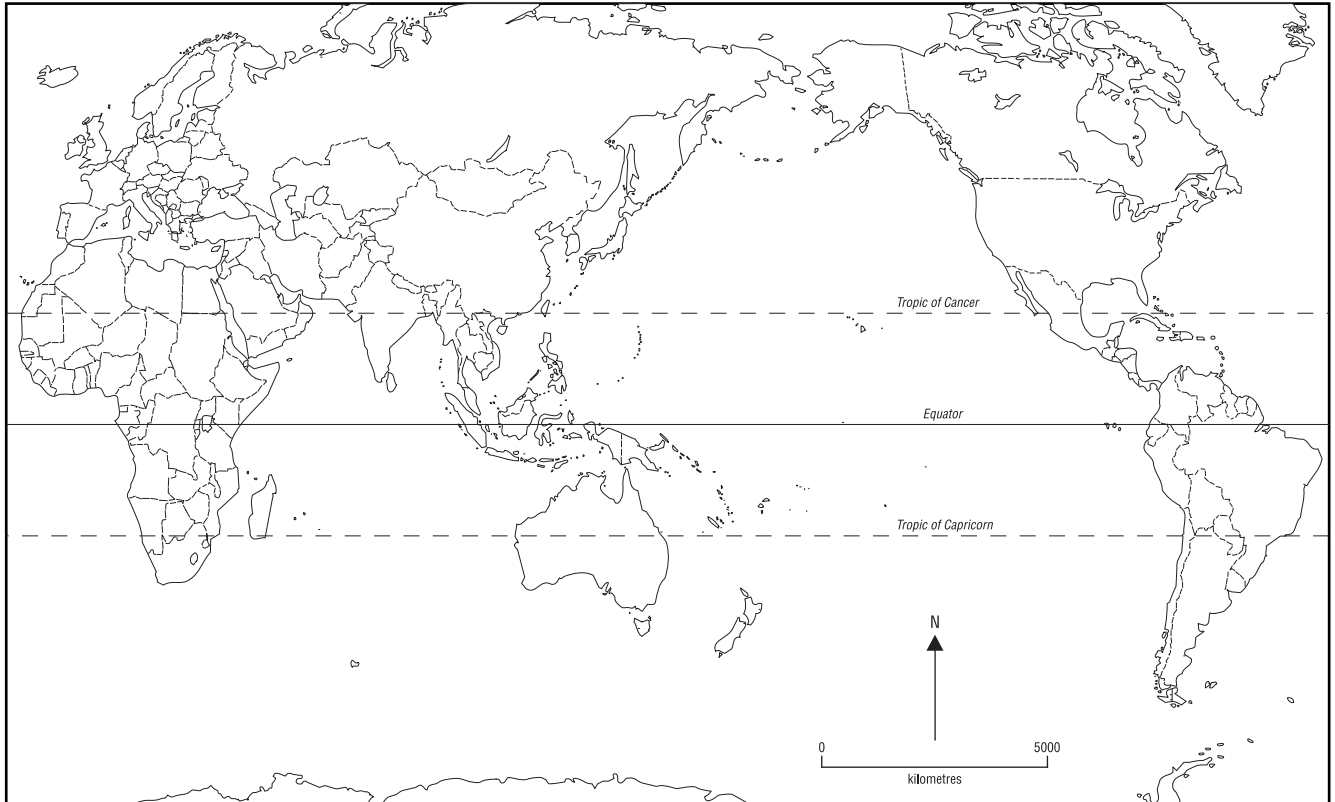 Tropic of Cancer
Equator
Tropic of Capricorn
N
0 5000
kilometres